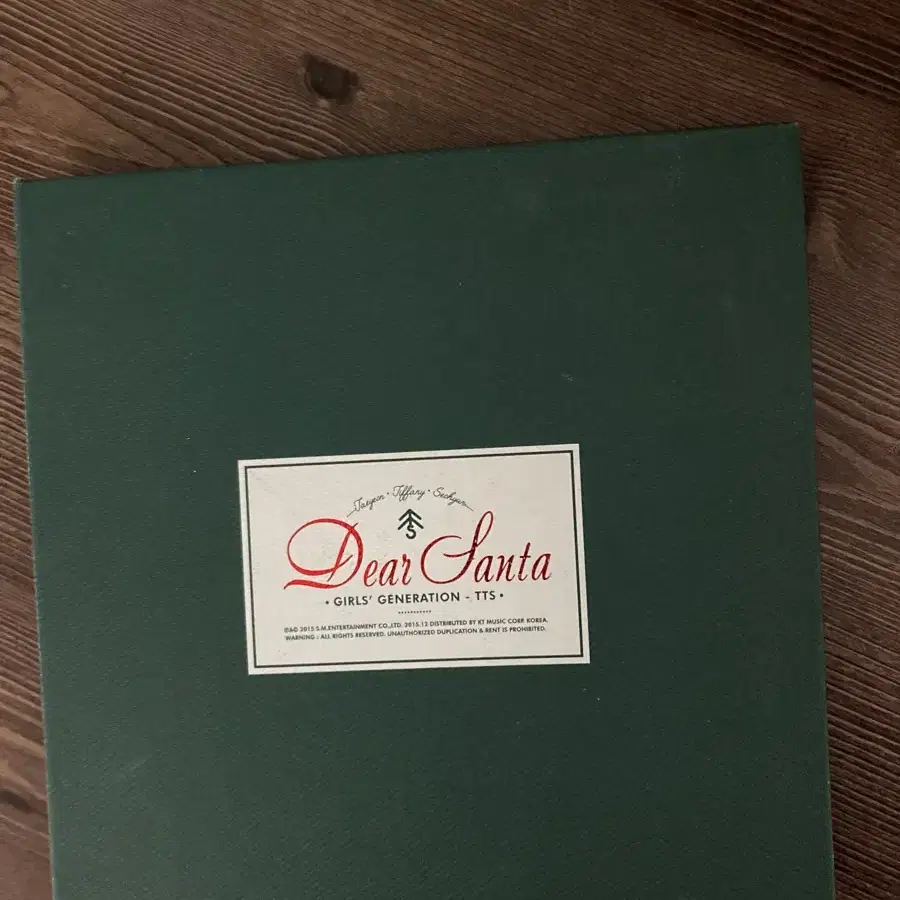 Taeyeon · Tiffany · Seohyun
TTS
Dear Santa
• GIRLS' GENERATION - TTS •
℗&© 2015 S.M.ENTERTAINMENT CO.,LTD. 2015.12 DISTRIBUTED BY KT MUSIC CORP. KOREA.
WARNING : ALL RIGHTS RESERVED. UNAUTHORIZED DUPLICATION & RENT IS PROHIBITED.